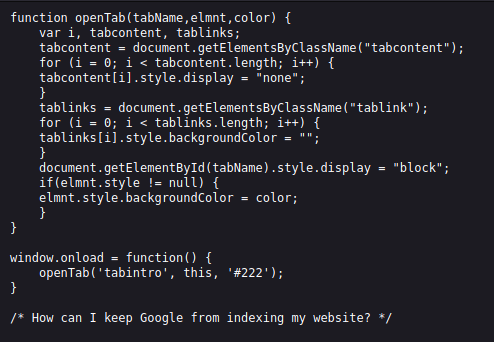 function openTab(tabName,elmnt,color) {
    var i, tabcontent, tablinks;
    tabcontent = document.getElementsByClassName("tabcontent");
    for (i = 0; i < tabcontent.length; i++) {
    tabcontent[i].style.display = "none";
    }
    tablinks = document.getElementsByClassName("tablink");
    for (i = 0; i < tablinks.length; i++) {
    tablinks[i].style.backgroundColor = "";
    }
    document.getElementById(tabName).style.display = "block";
    if(elmnt.style != null) {
    elmnt.style.backgroundColor = color;
    }
}

window.onload = function() {
    openTab('tabintro', this, '#222');
}

/* How can I keep Google from indexing my website? */